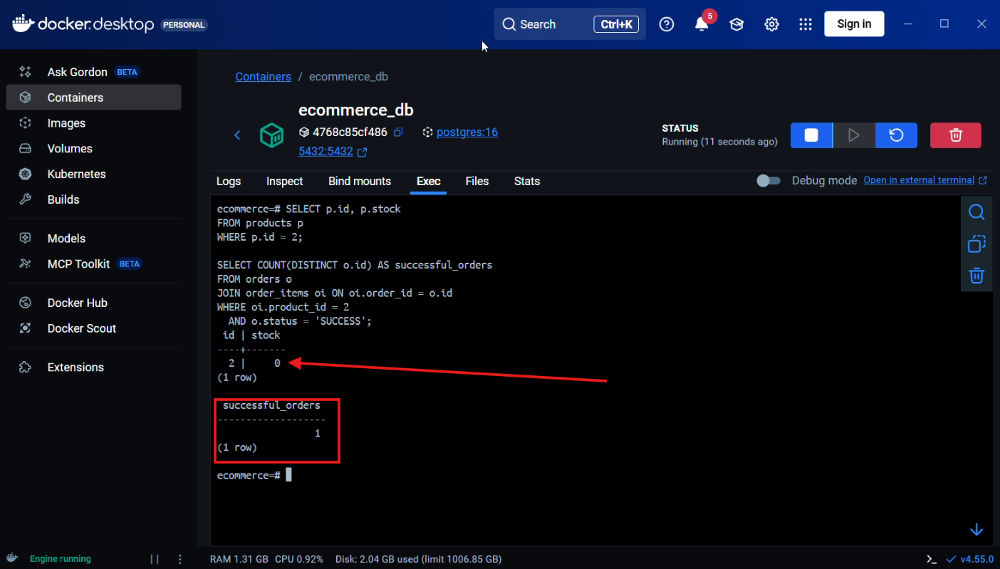 docker.desktop PERSONAL
Search Ctrl+K
5
Sign in
Ask Gordon BETA
Containers
Images
Volumes
Kubernetes
Builds
Models
MCP Toolkit BETA
Docker Hub
Docker Scout
Extensions
Containers / ecommerce_db
ecommerce_db
4768c85cf486 postgres:16
5432:5432
STATUS
Running (11 seconds ago)
Logs Inspect Bind mounts Exec Files Stats
Debug mode Open in external terminal
ecommerce=# SELECT p.id, p.stock
FROM products p
WHERE p.id = 2;
SELECT COUNT(DISTINCT o.id) AS successful_orders
FROM orders o
JOIN order_items oi ON oi.order_id = o.id
WHERE oi.product_id = 2
  AND o.status = 'SUCCESS';
 id | stock
----+-------
  2 |     0
(1 row)
 successful_orders
-------------------
                 1
(1 row)
ecommerce=#
Engine running
RAM 1.31 GB CPU 0.92% Disk: 2.04 GB used (limit 1006.85 GB)
v4.55.0